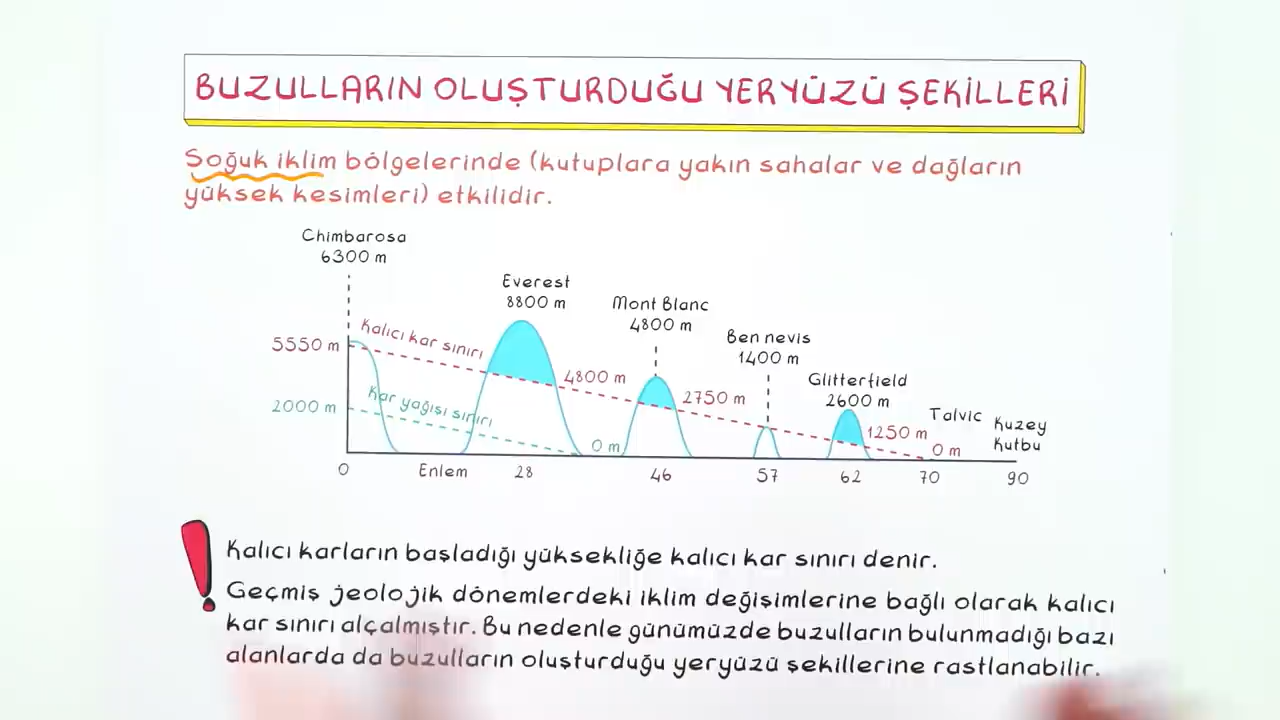 BUZULLARIN OLUŞTURDUĞU YERYÜZÜ ŞEKİLLERİ
Soğuk iklim bölgelerinde (kutuplara yakın sahalar ve dağların
yüksek kesimleri) etkilidir.
Chimbarosa
6300 m
Everest
8800 m
Mont Blanc
4800 m
Ben nevis
1400 m
Glitterfield
2600 m
Talvic
Kuzey
Kutbu
5550 m
Kalıcı kar sınırı
4800 m
2750 m
1250 m
0 m
2000 m
Kar yağışı sınırı
0 m
0
Enlem
28
46
57
62
70
90
Kalıcı karların başladığı yüksekliğe kalıcı kar sınırı denir.
Geçmiş jeolojik dönemlerdeki iklim değişimlerine bağlı olarak kalıcı
kar sınırı alçalmıştır. Bu nedenle günümüzde buzulların bulunmadığı bazı
alanlarda da buzulların oluşturduğu yeryüzü şekillerine rastlanabilir.